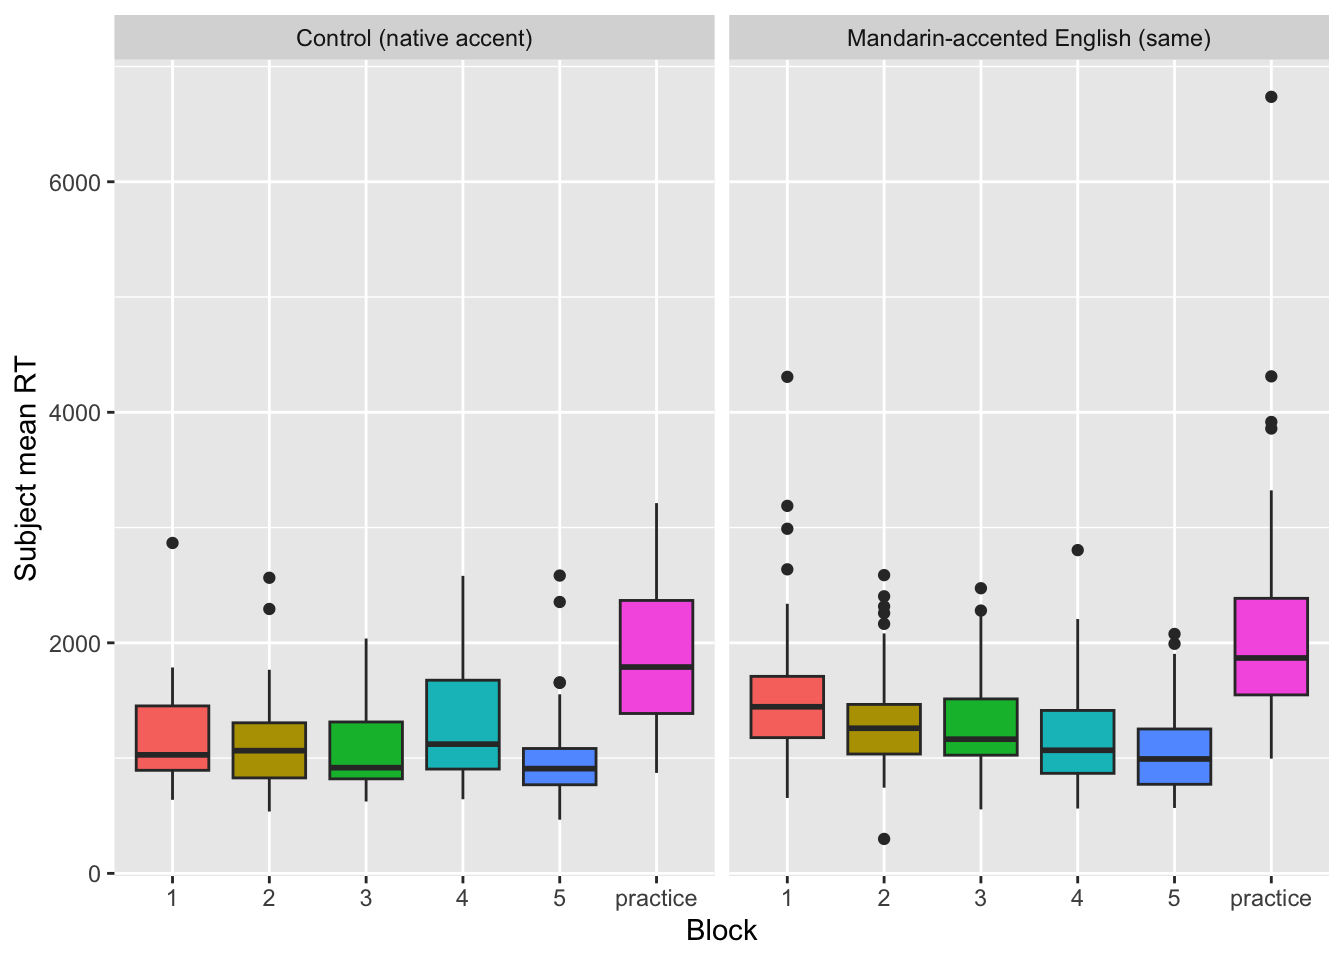 Control (native accent)
Mandarin-accented English (same)
Subject mean RT
6000
4000
2000
0
1 2 3 4 5 practice
1 2 3 4 5 practice
Block